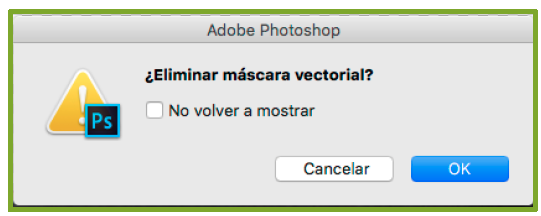 Adobe Photoshop
¿Eliminar máscara vectorial?
Ps
No volver a mostrar
Cancelar
OK